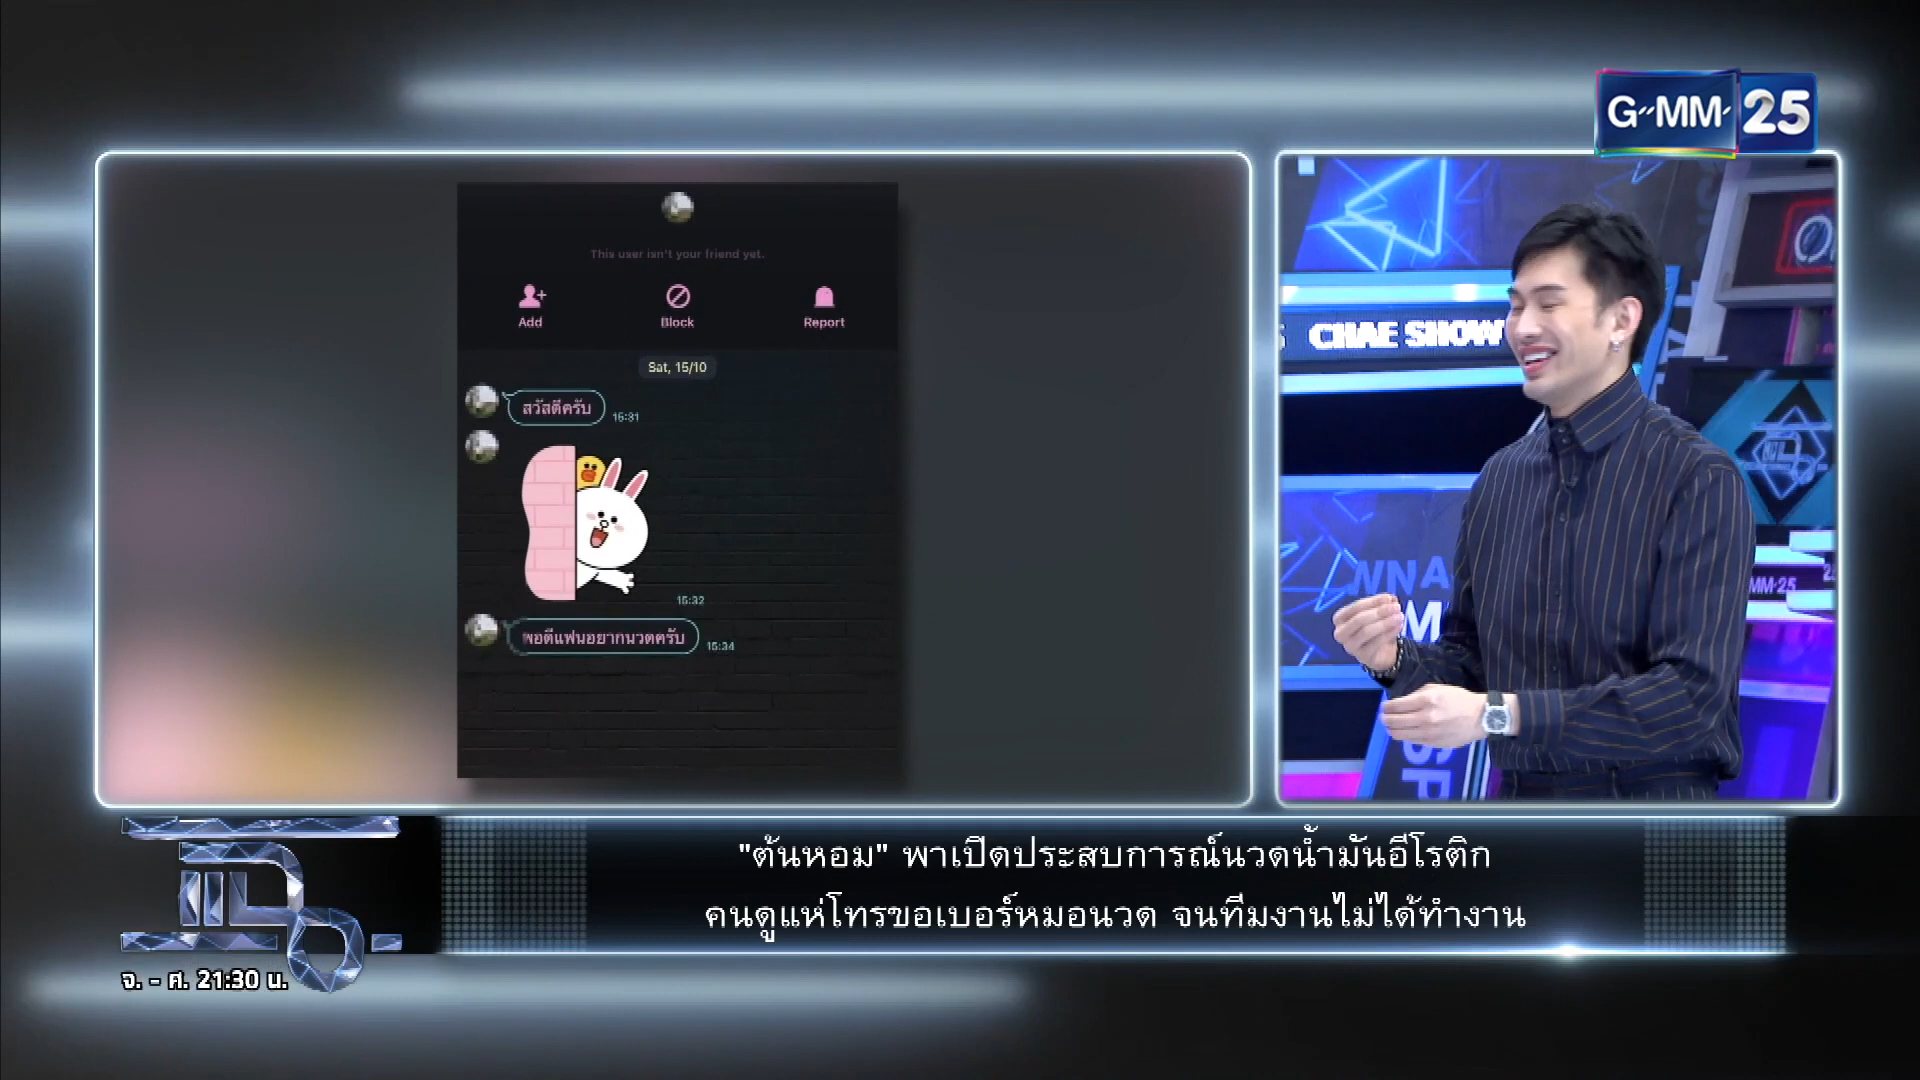 G-MM 25
This user isn't your friend yet.
Add
Block
Report
Sat, 15/10
สวัสดีครับ
15:31
15:32
พอดีแฟนอยากนวดครับ
15:34
CHAE SHOW
MM 25
แฉ
จ. - ศ. 21:30 น.
"ต้นหอม" พาเปิดประสบการณ์นวดน้ำมันอีโรติก
คนดูแห่โทรขอเบอร์หมอนวด จนทีมงานไม่ได้ทำงาน